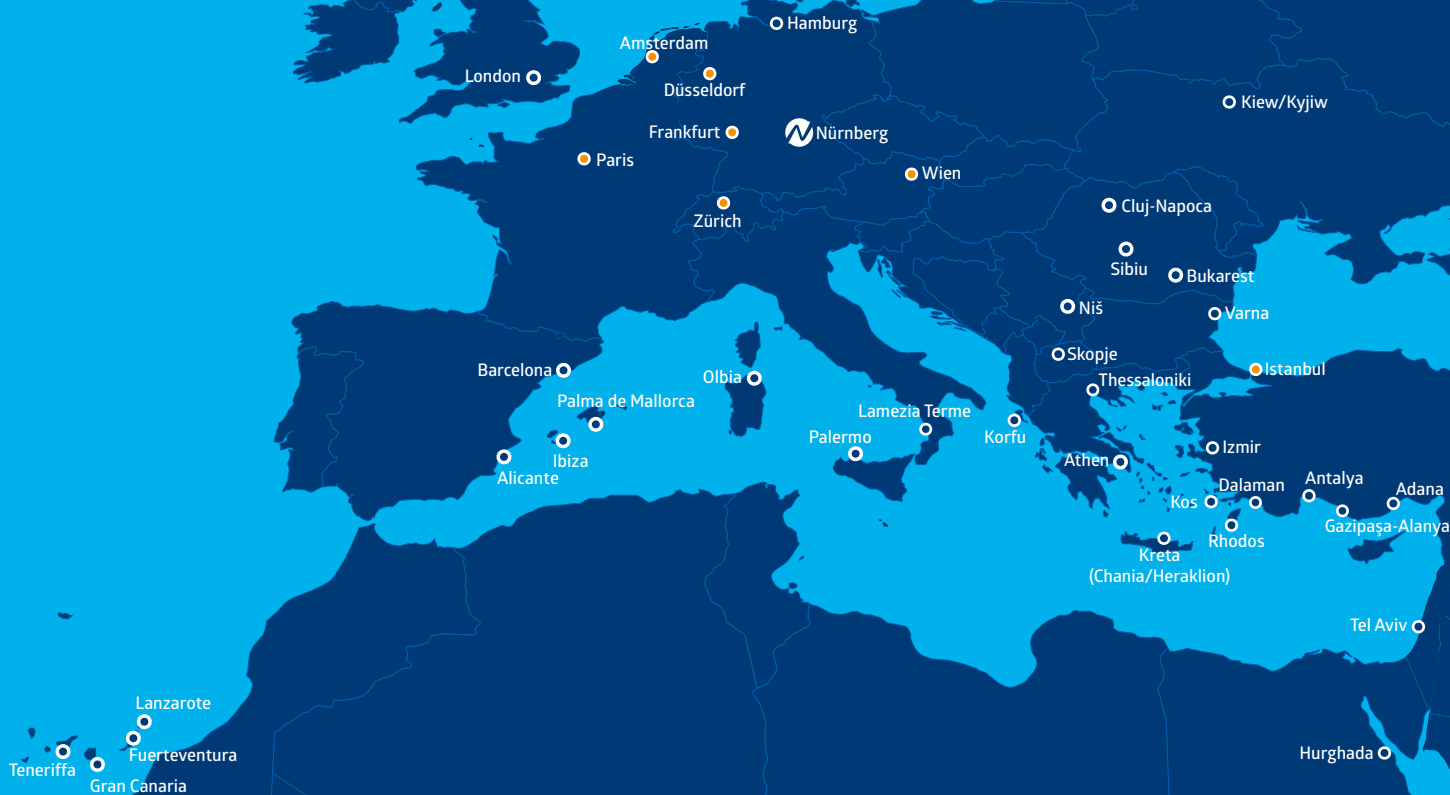 Hamburg
Amsterdam
London
Düsseldorf
Kiew/Kyjiw
Frankfurt
Nürnberg
Paris
Wien
Zürich
Cluj-Napoca
Sibiu
Bukarest
Niš
Varna
Skopje
Barcelona
Olbia
Istanbul
Thessaloniki
Palma de Mallorca
Lamezia Terme
Palermo
Korfu
Izmir
Ibiza
Athen
Alicante
Antalya
Dalaman
Adana
Kos
Gazipaşa-Alanya
Rhodos
Kreta
(Chania/Heraklion)
Tel Aviv
Lanzarote
Fuerteventura
Hurghada
Teneriffa
Gran Canaria